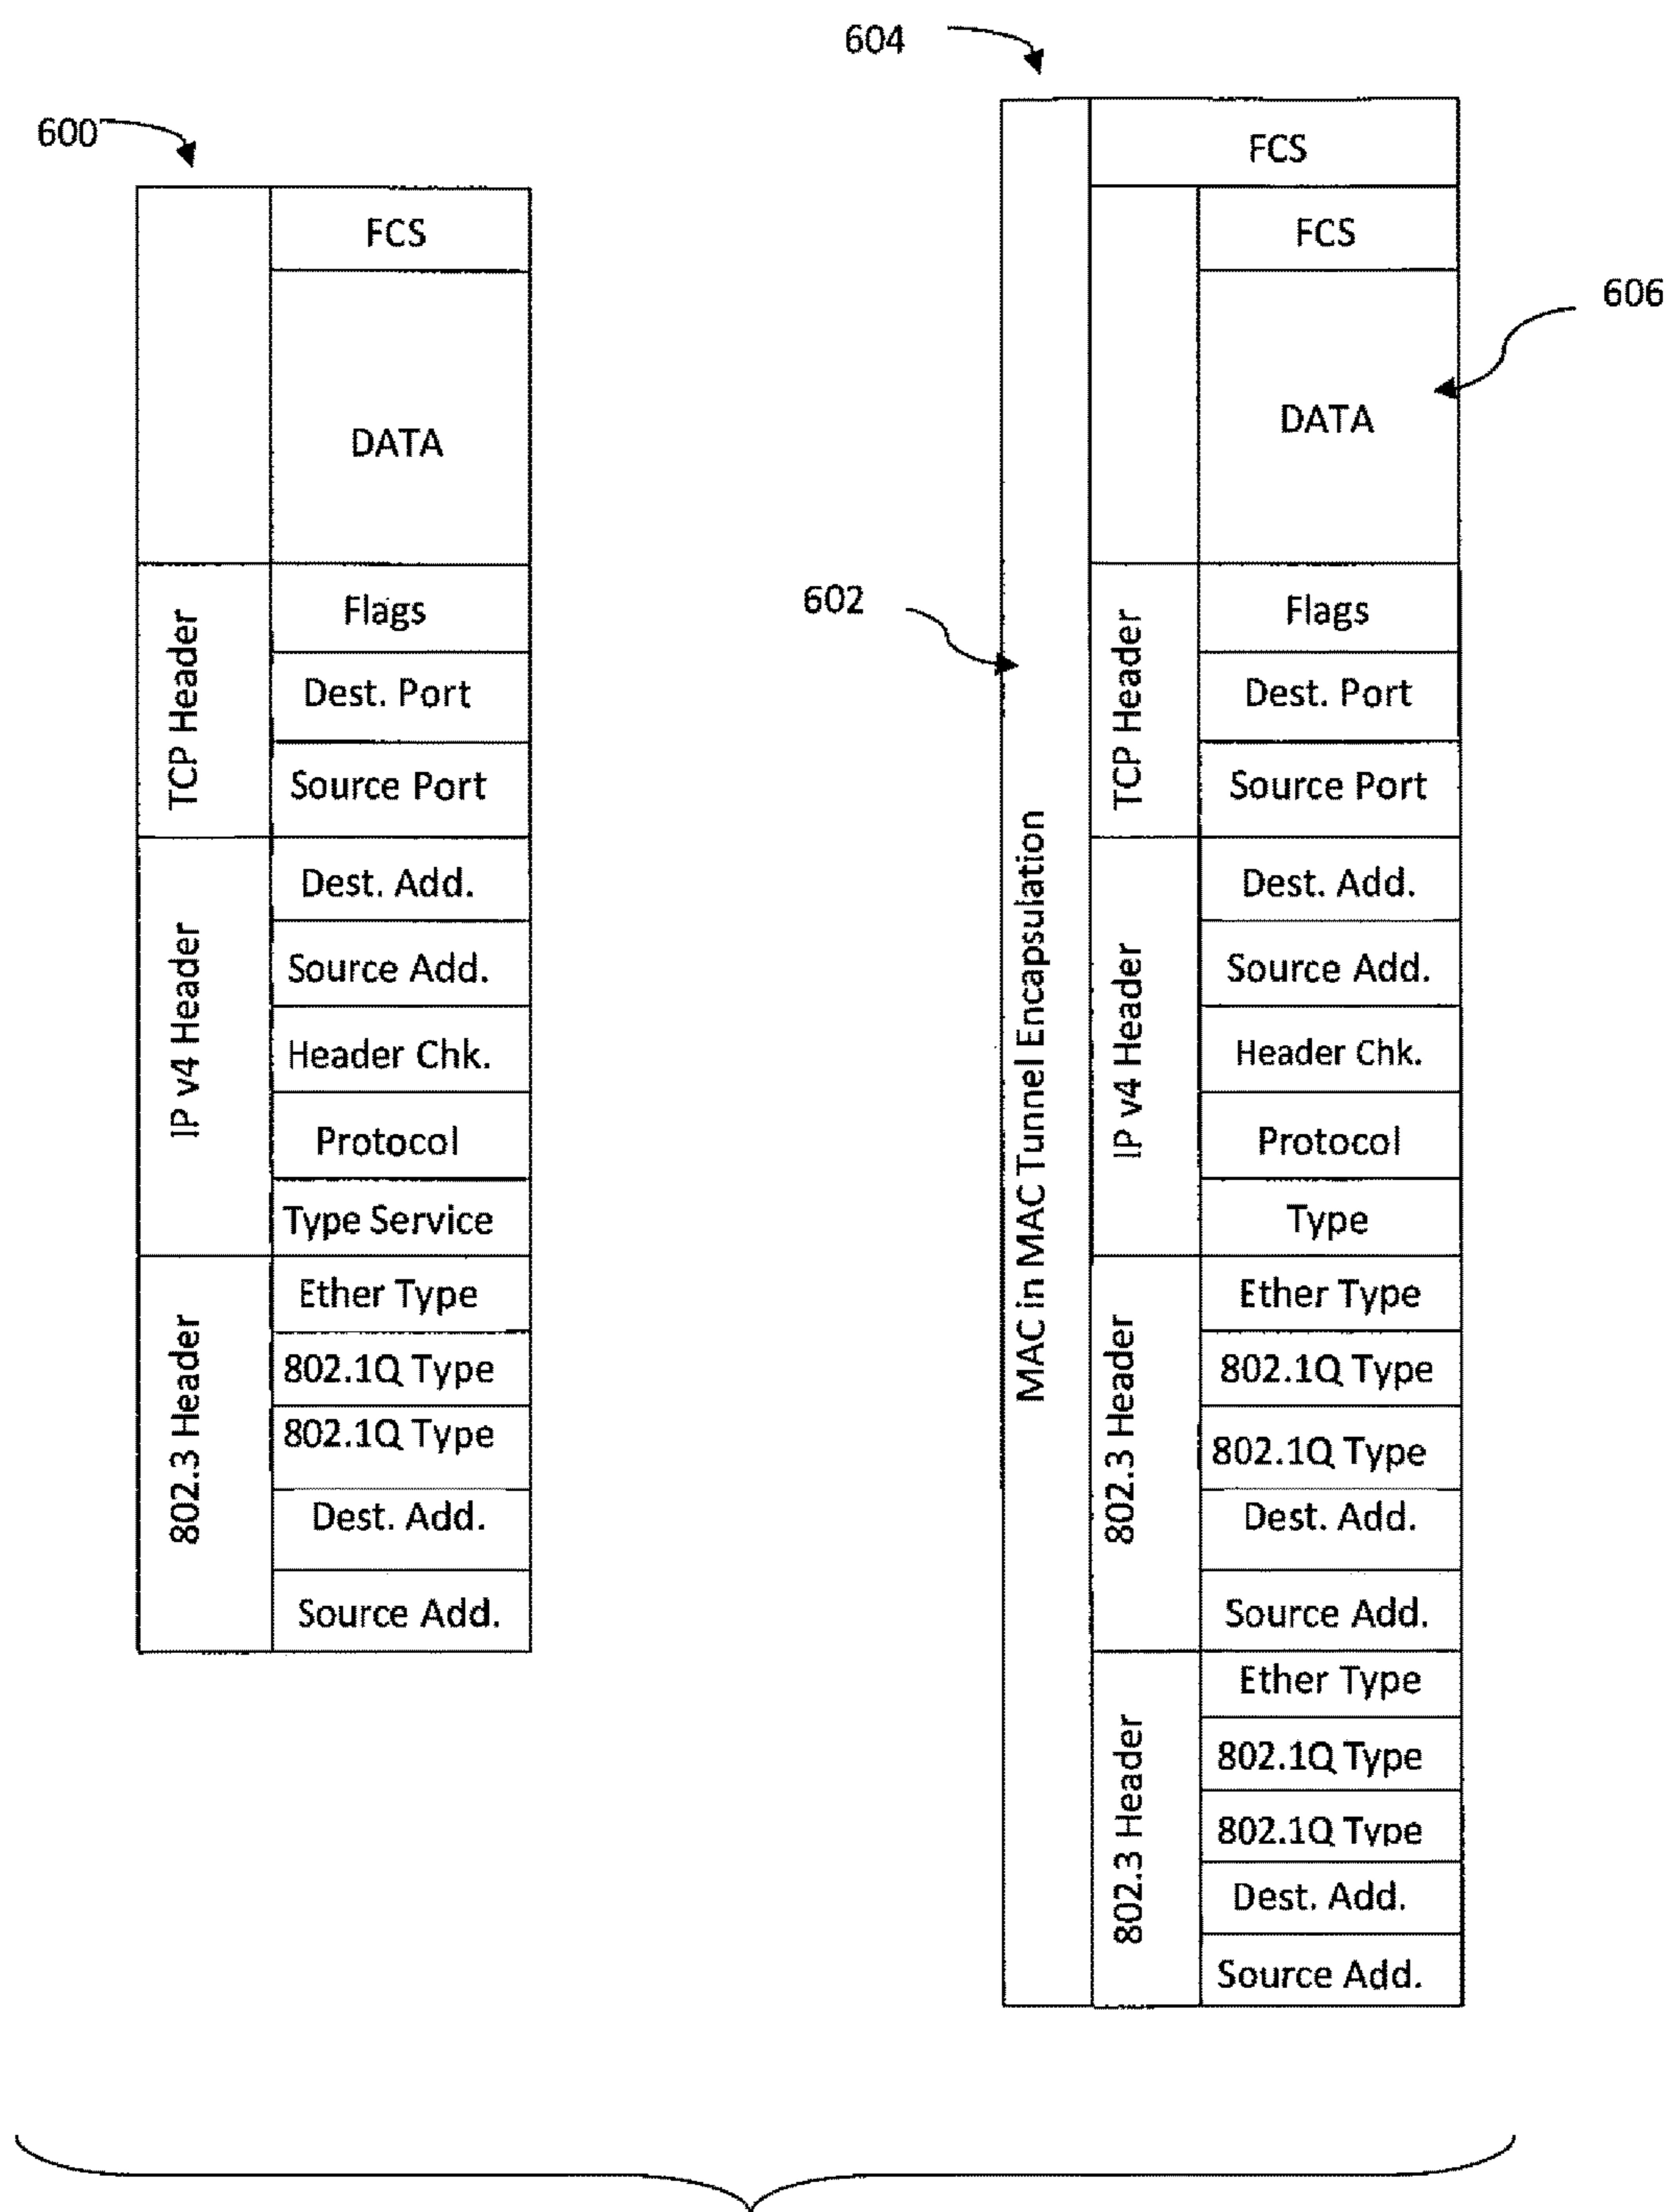 600
FCS
DATA
TCP Header
Flags
Dest. Port
Source Port
IP v4 Header
Dest. Add.
Source Add.
Header Chk.
Protocol
Type Service
802.3 Header
Ether Type
802.1Q Type
802.1Q Type
Dest. Add.
Source Add.
604
602
606
MAC in MAC Tunnel Encapsulation
FCS
FCS
DATA
TCP Header
Flags
Dest. Port
Source Port
IP v4 Header
Dest. Add.
Source Add.
Header Chk.
Protocol
Type
802.3 Header
Ether Type
802.1Q Type
802.1Q Type
Dest. Add.
Source Add.
802.3 Header
Ether Type
802.1Q Type
802.1Q Type
Dest. Add.
Source Add.